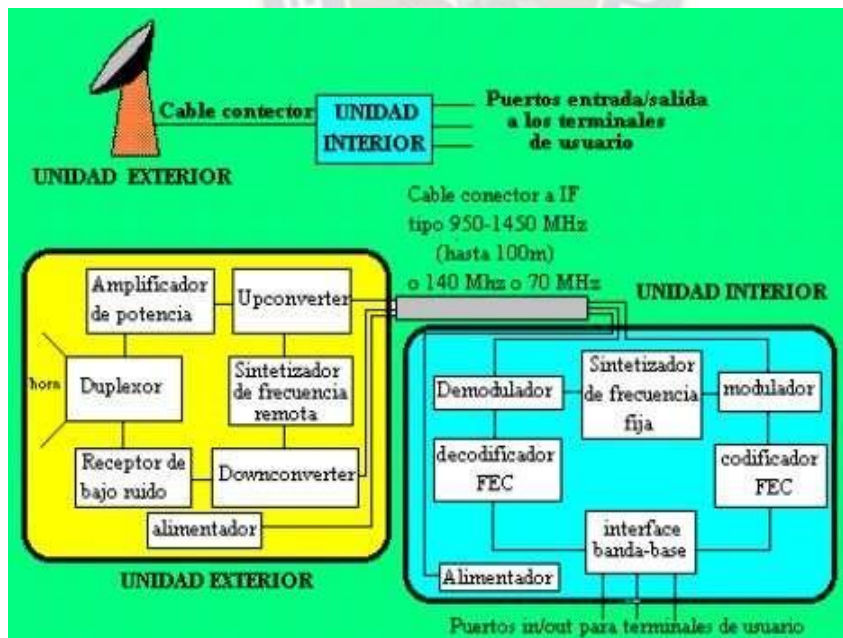 Cable contector
UNIDAD
INTERIOR
Puertos entrada/salida
a los terminales
de usuario
UNIDAD EXTERIOR
Cable conector a IF
tipo 950-1450 MHz
(hasta 100m)
o 140 Mhz o 70 MHz
Amplificador
de potencia
Upconverter
hora
Duplexor
Sintetizador
de frecuencia
remota
Receptor de
bajo ruido
Downconverter
alimentador
UNIDAD EXTERIOR
UNIDAD INTERIOR
Demodulador
Sintetizador
de frecuencia
fija
modulador
decodificador
FEC
codificador
FEC
interface
banda-base
Alimentador
Puertos in/out para terminales de usuario